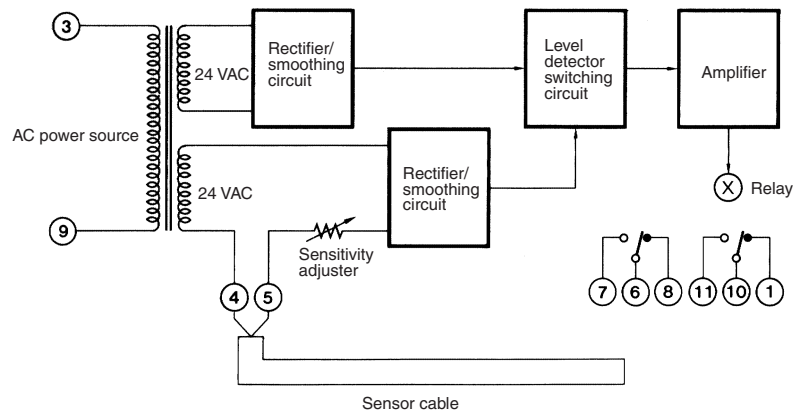 3
AC power source
9
24 VAC
Rectifier/
smoothing
circuit
Level
detector
switching
circuit
Amplifier
24 VAC
Rectifier/
smoothing
circuit
X
Relay
Sensitivity
adjuster
4
5
7
6
8
11
10
1
Sensor cable